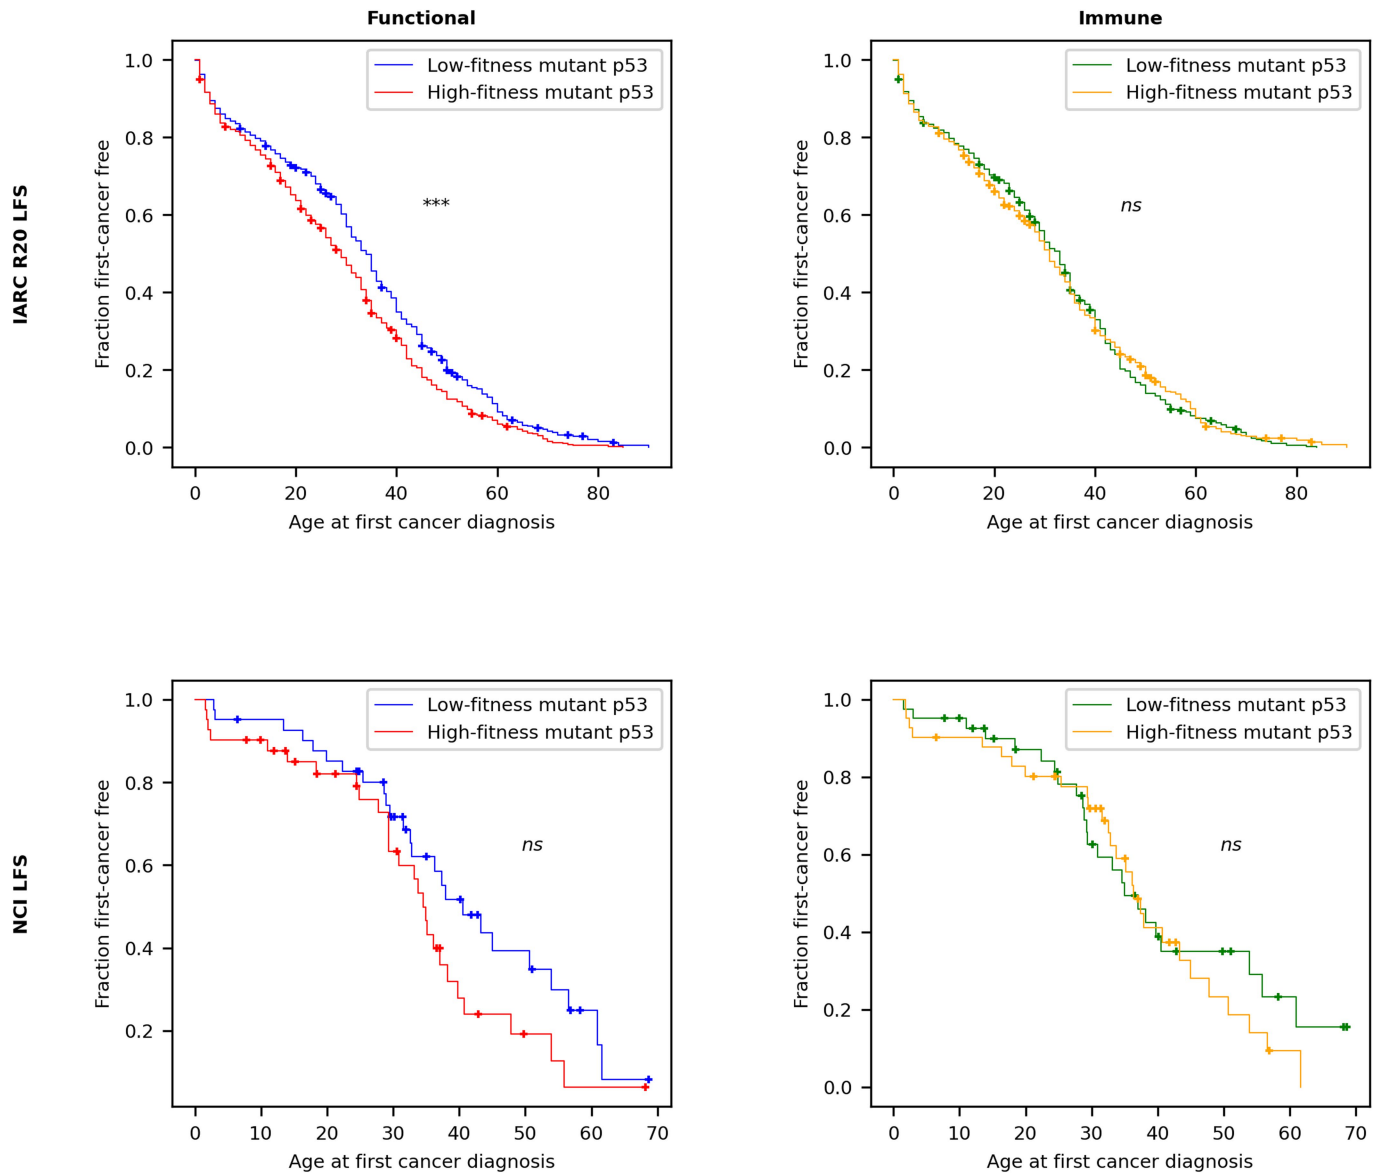 Functional
Immune
IARC R20 LFS
Fraction first-cancer free
1.0
0.8
0.6
0.4
0.2
0.0
Low-fitness mutant p53
High-fitness mutant p53
***
0 20 40 60 80
Age at first cancer diagnosis
Fraction first-cancer free
1.0
0.8
0.6
0.4
0.2
0.0
Low-fitness mutant p53
High-fitness mutant p53
ns
0 20 40 60 80
Age at first cancer diagnosis
NCI LFS
Fraction first-cancer free
1.0
0.8
0.6
0.4
0.2
Low-fitness mutant p53
High-fitness mutant p53
ns
0 10 20 30 40 50 60 70
Age at first cancer diagnosis
Fraction first-cancer free
1.0
0.8
0.6
0.4
0.2
0.0
Low-fitness mutant p53
High-fitness mutant p53
ns
0 10 20 30 40 50 60 70
Age at first cancer diagnosis